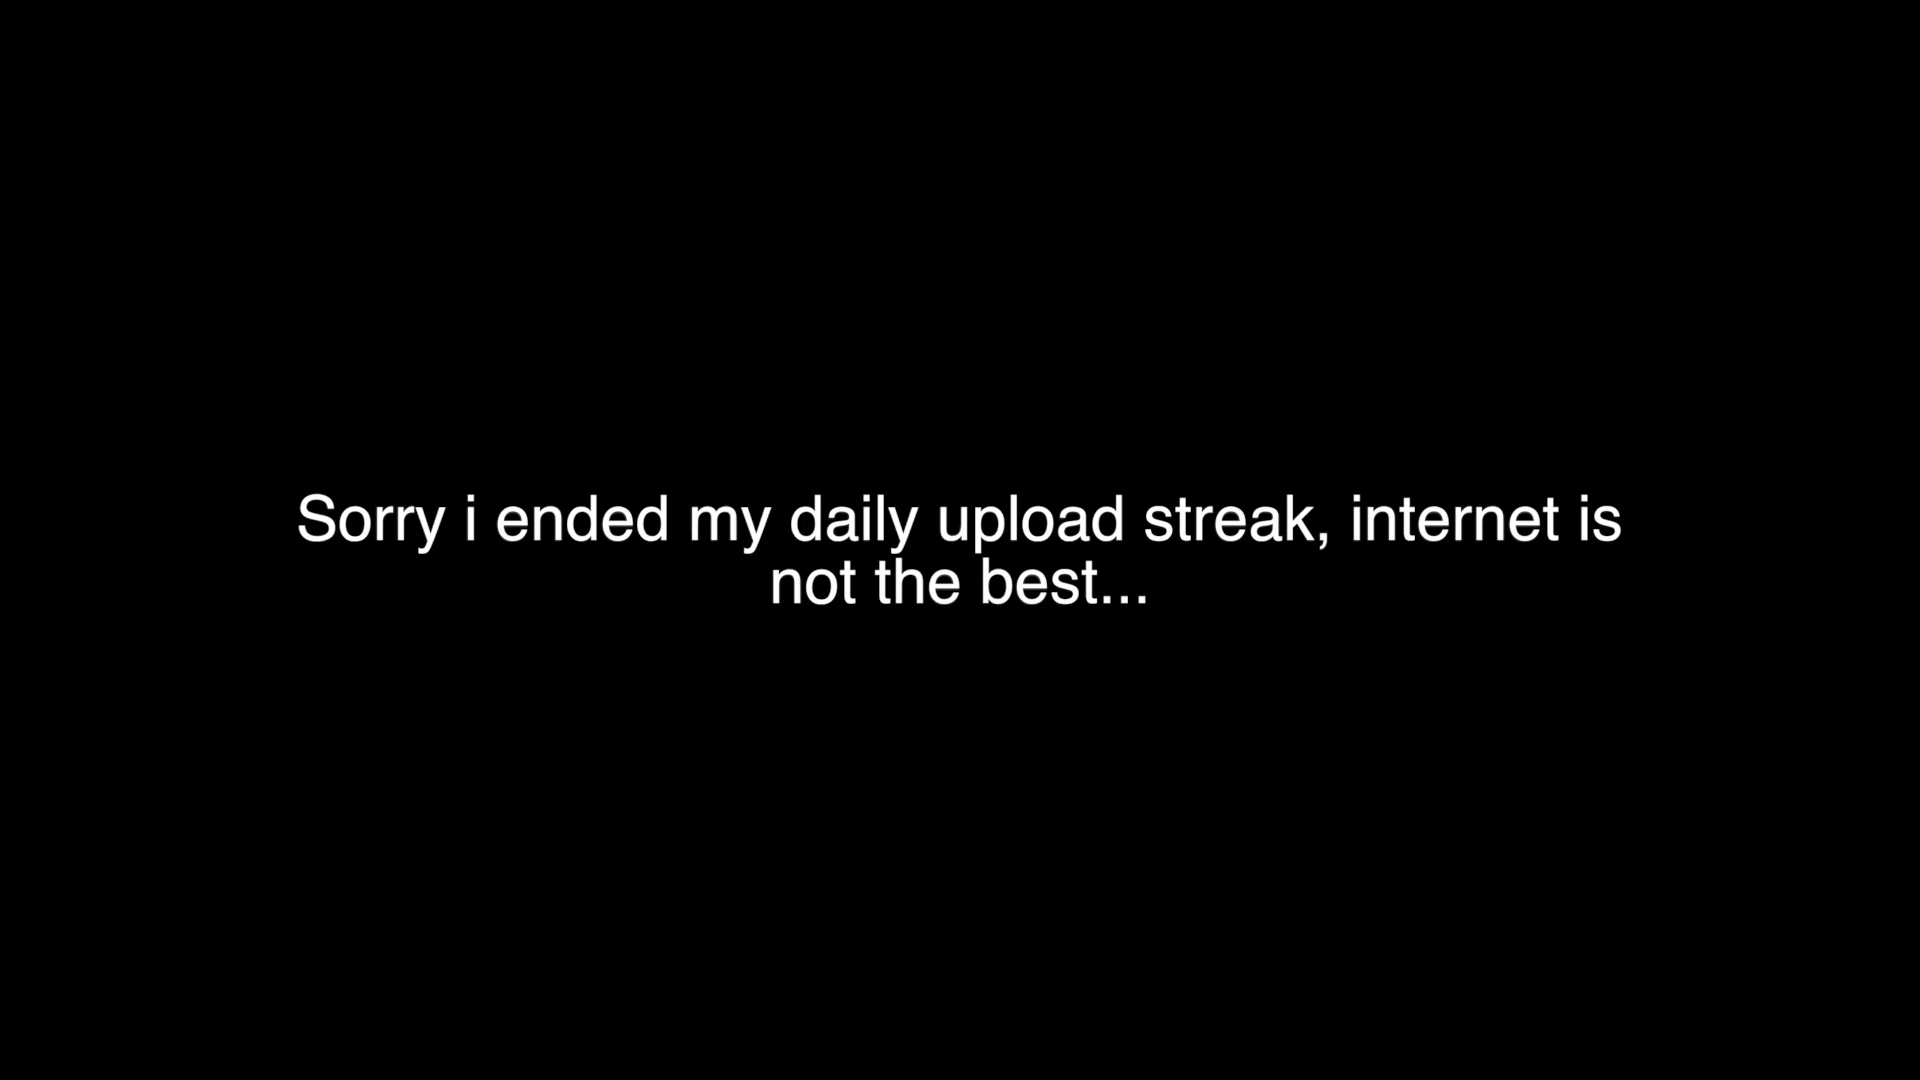 Sorry i ended my daily upload streak, internet is
not the best...